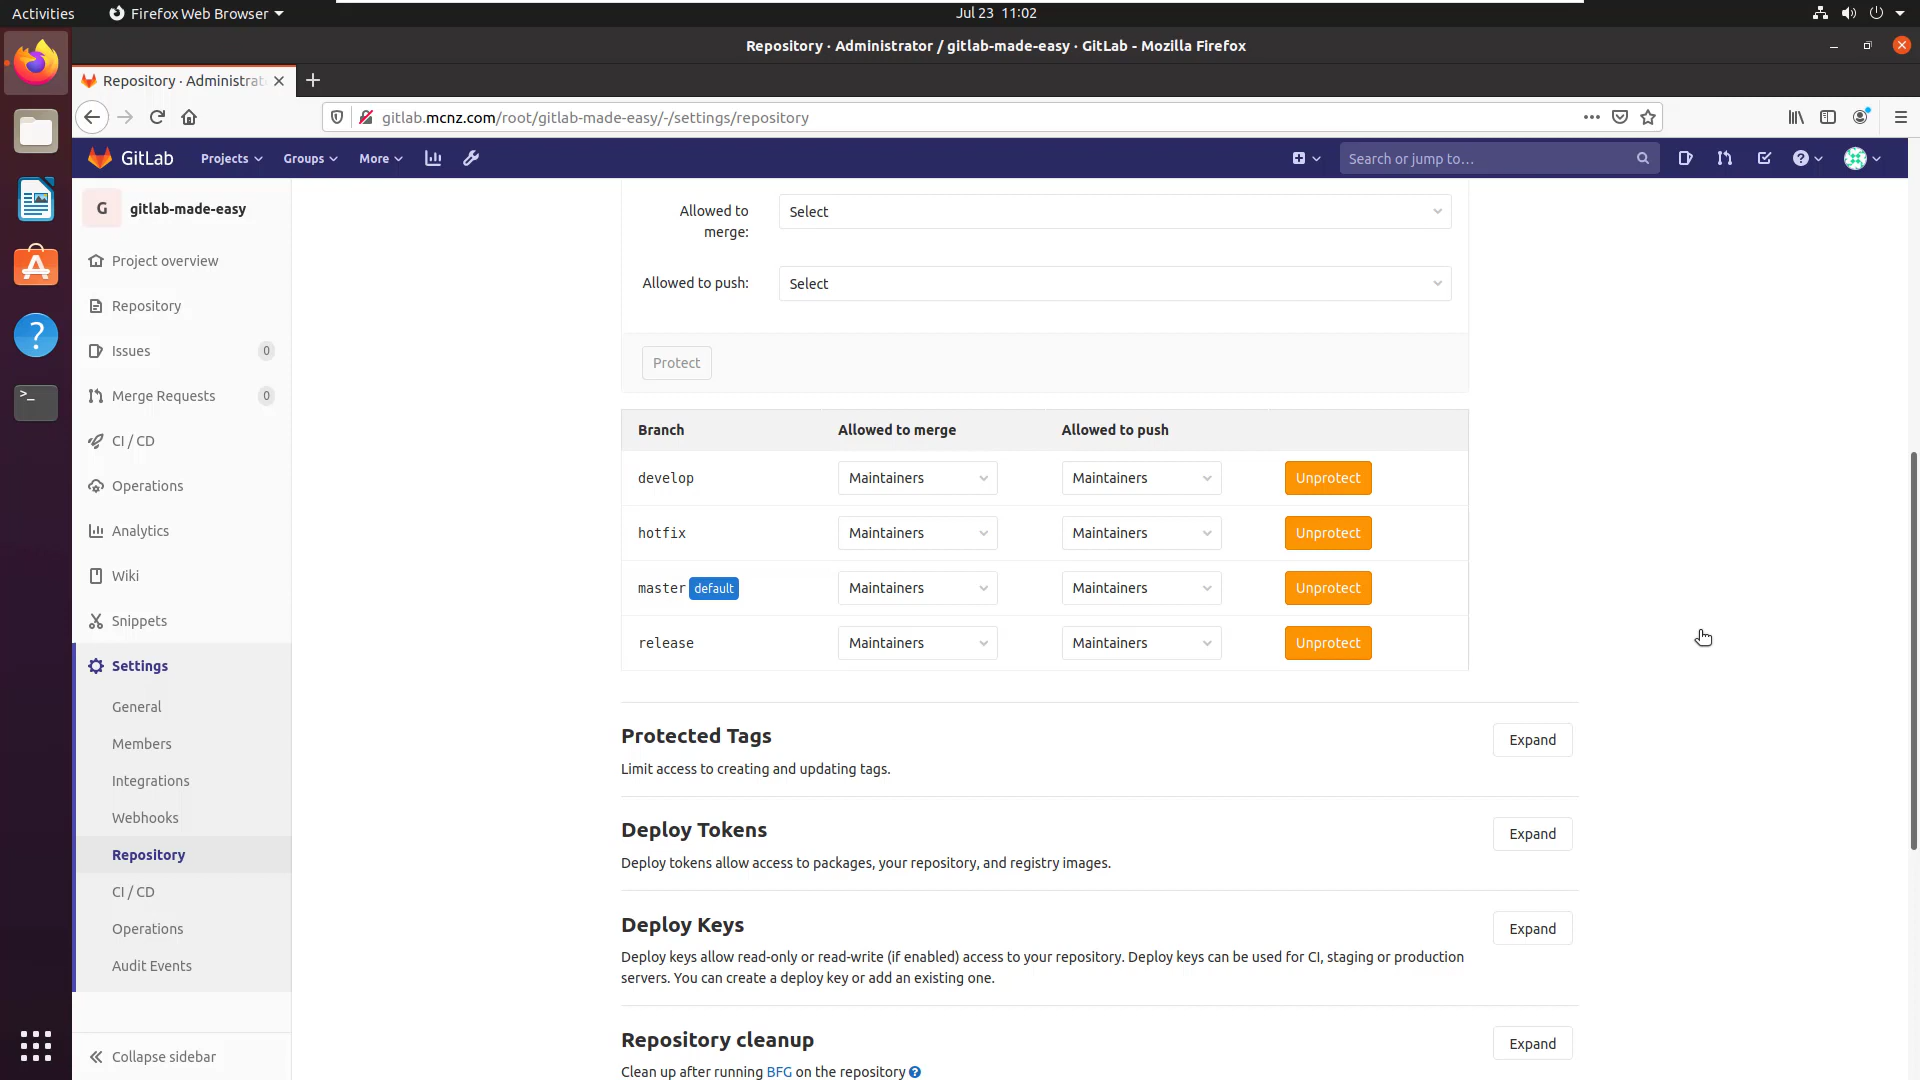 Activities
Firefox Web Browser
Jul 23 11:02
Repository · Administrator / gitlab-made-easy · GitLab - Mozilla Firefox
Repository · Administrat
gitlab.mcnz.com/root/gitlab-made-easy/-/settings/repository
GitLab
Projects
Groups
More
Search or jump to...
G
gitlab-made-easy
Project overview
Repository
Issues
0
Merge Requests
0
CI / CD
Operations
Analytics
Wiki
Snippets
Settings
General
Members
Integrations
Webhooks
Repository
CI / CD
Operations
Audit Events
Collapse sidebar
Allowed to
merge:
Select
Allowed to push:
Select
Protect
Branch Allowed to merge Allowed to push
develop Maintainers Maintainers Unprotect
hotfix Maintainers Maintainers Unprotect
master default Maintainers Maintainers Unprotect
release Maintainers Maintainers Unprotect
Protected Tags
Expand
Limit access to creating and updating tags.
Deploy Tokens
Expand
Deploy tokens allow access to packages, your repository, and registry images.
Deploy Keys
Expand
Deploy keys allow read-only or read-write (if enabled) access to your repository. Deploy keys can be used for CI, staging or production
servers. You can create a deploy key or add an existing one.
Repository cleanup
Expand
Clean up after running BFG on the repository